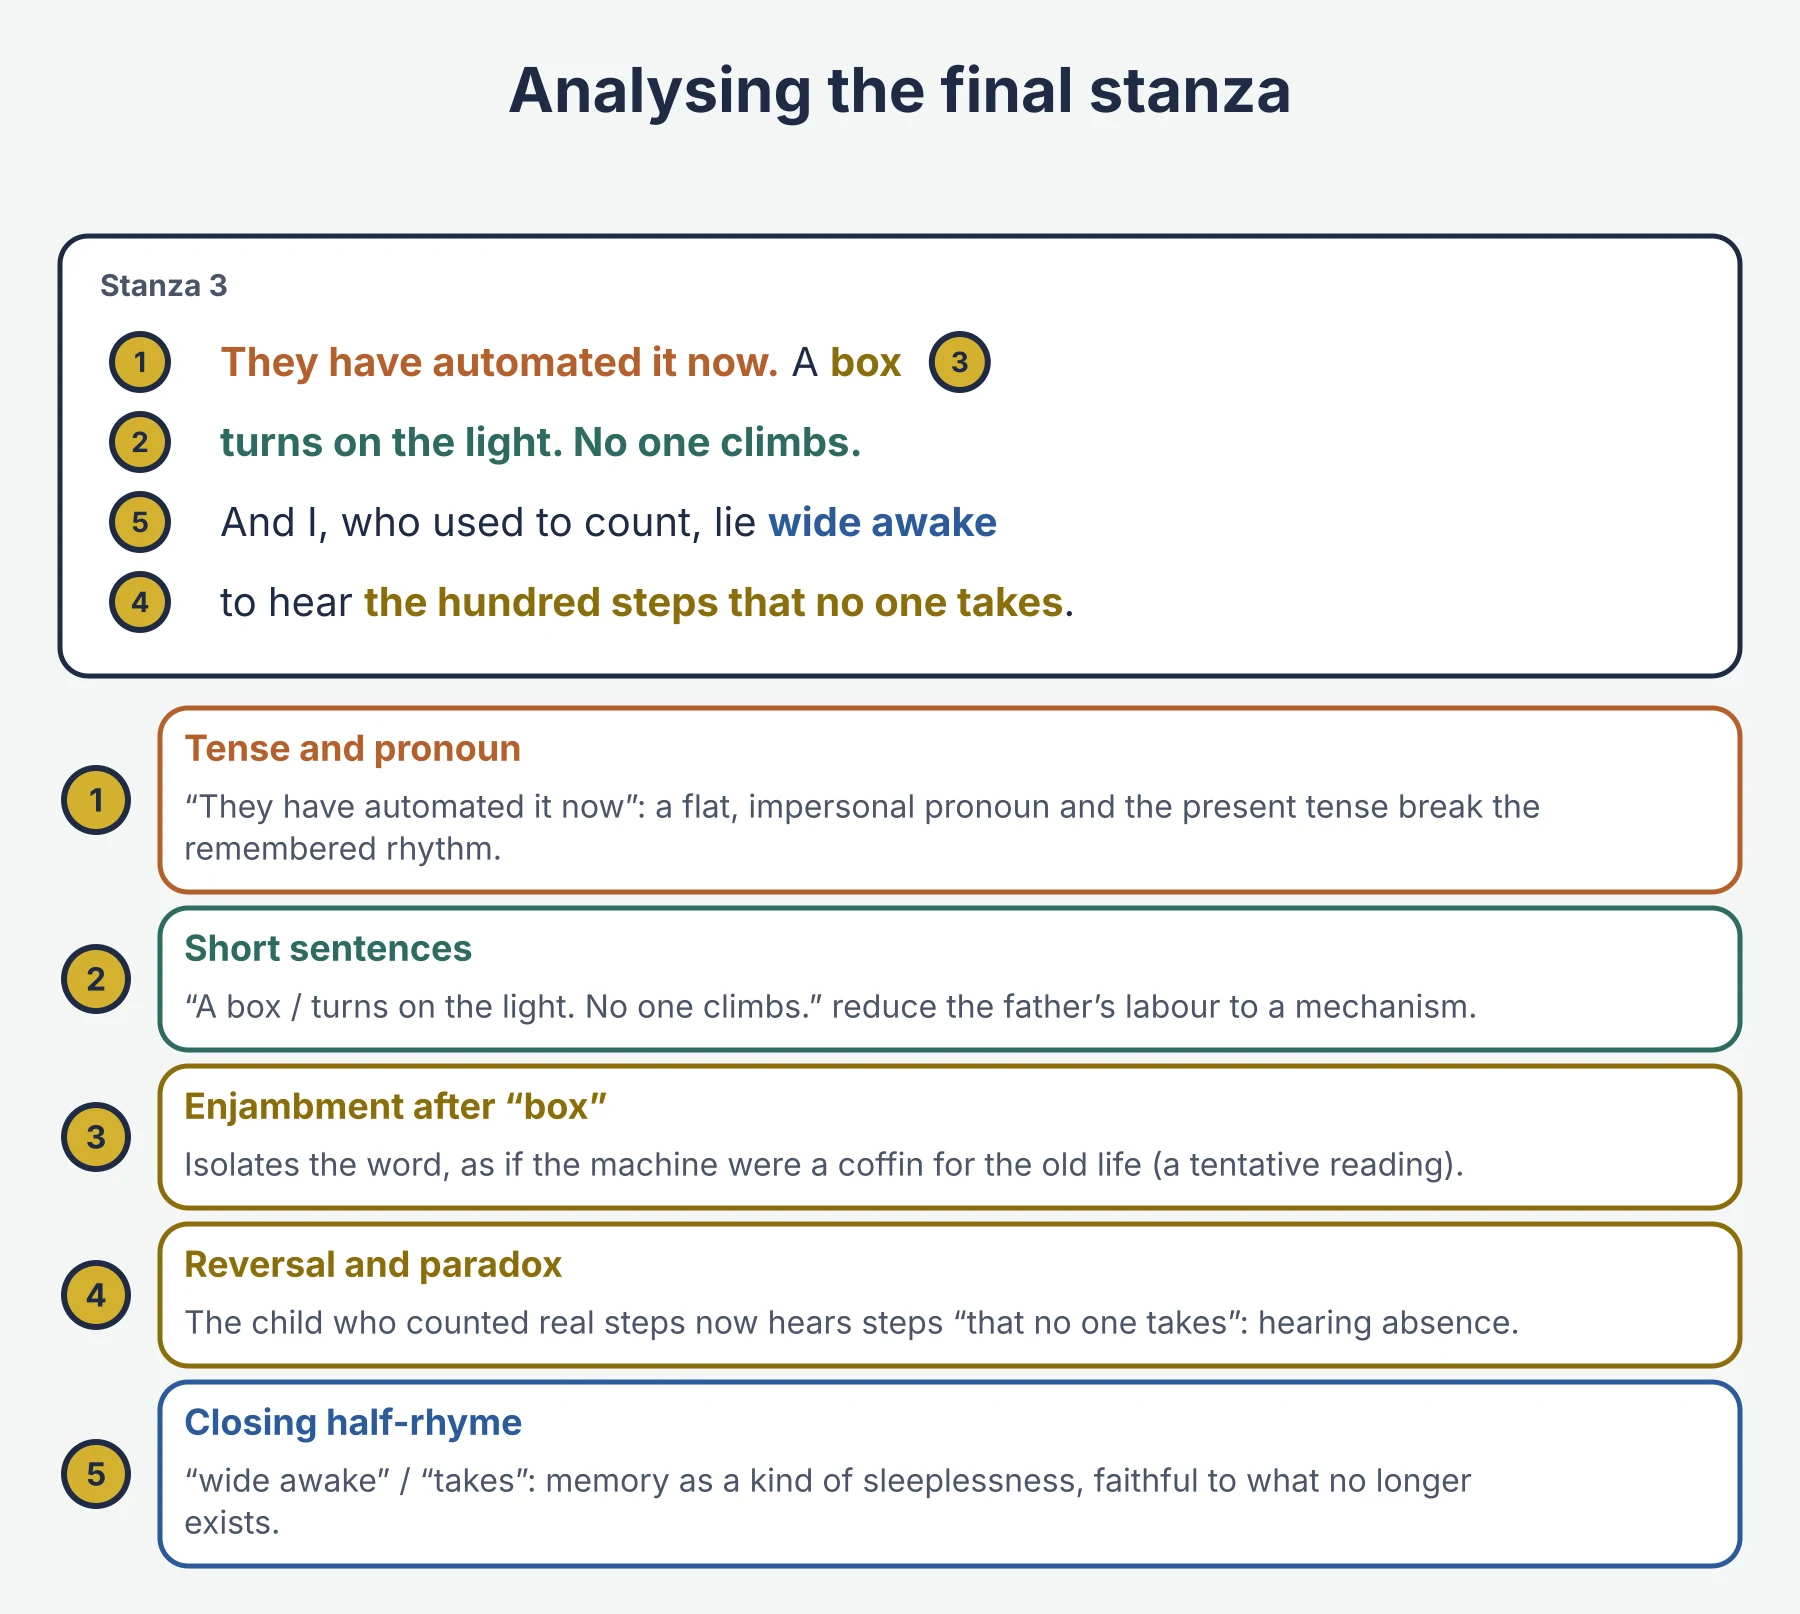 Analysing the final stanza
Stanza 3
1 They have automated it now. A box 3
2 turns on the light. No one climbs.
5 And I, who used to count, lie wide awake
4 to hear the hundred steps that no one takes.
Tense and pronoun
1 “They have automated it now”: a flat, impersonal pronoun and the present tense break the
remembered rhythm.
Short sentences
2 “A box / turns on the light. No one climbs.” reduce the father’s labour to a mechanism.
Enjambment after “box”
3 Isolates the word, as if the machine were a coffin for the old life (a tentative reading).
Reversal and paradox
4 The child who counted real steps now hears steps “that no one takes”: hearing absence.
Closing half-rhyme
5 “wide awake” / “takes”: memory as a kind of sleeplessness, faithful to what no longer
exists.